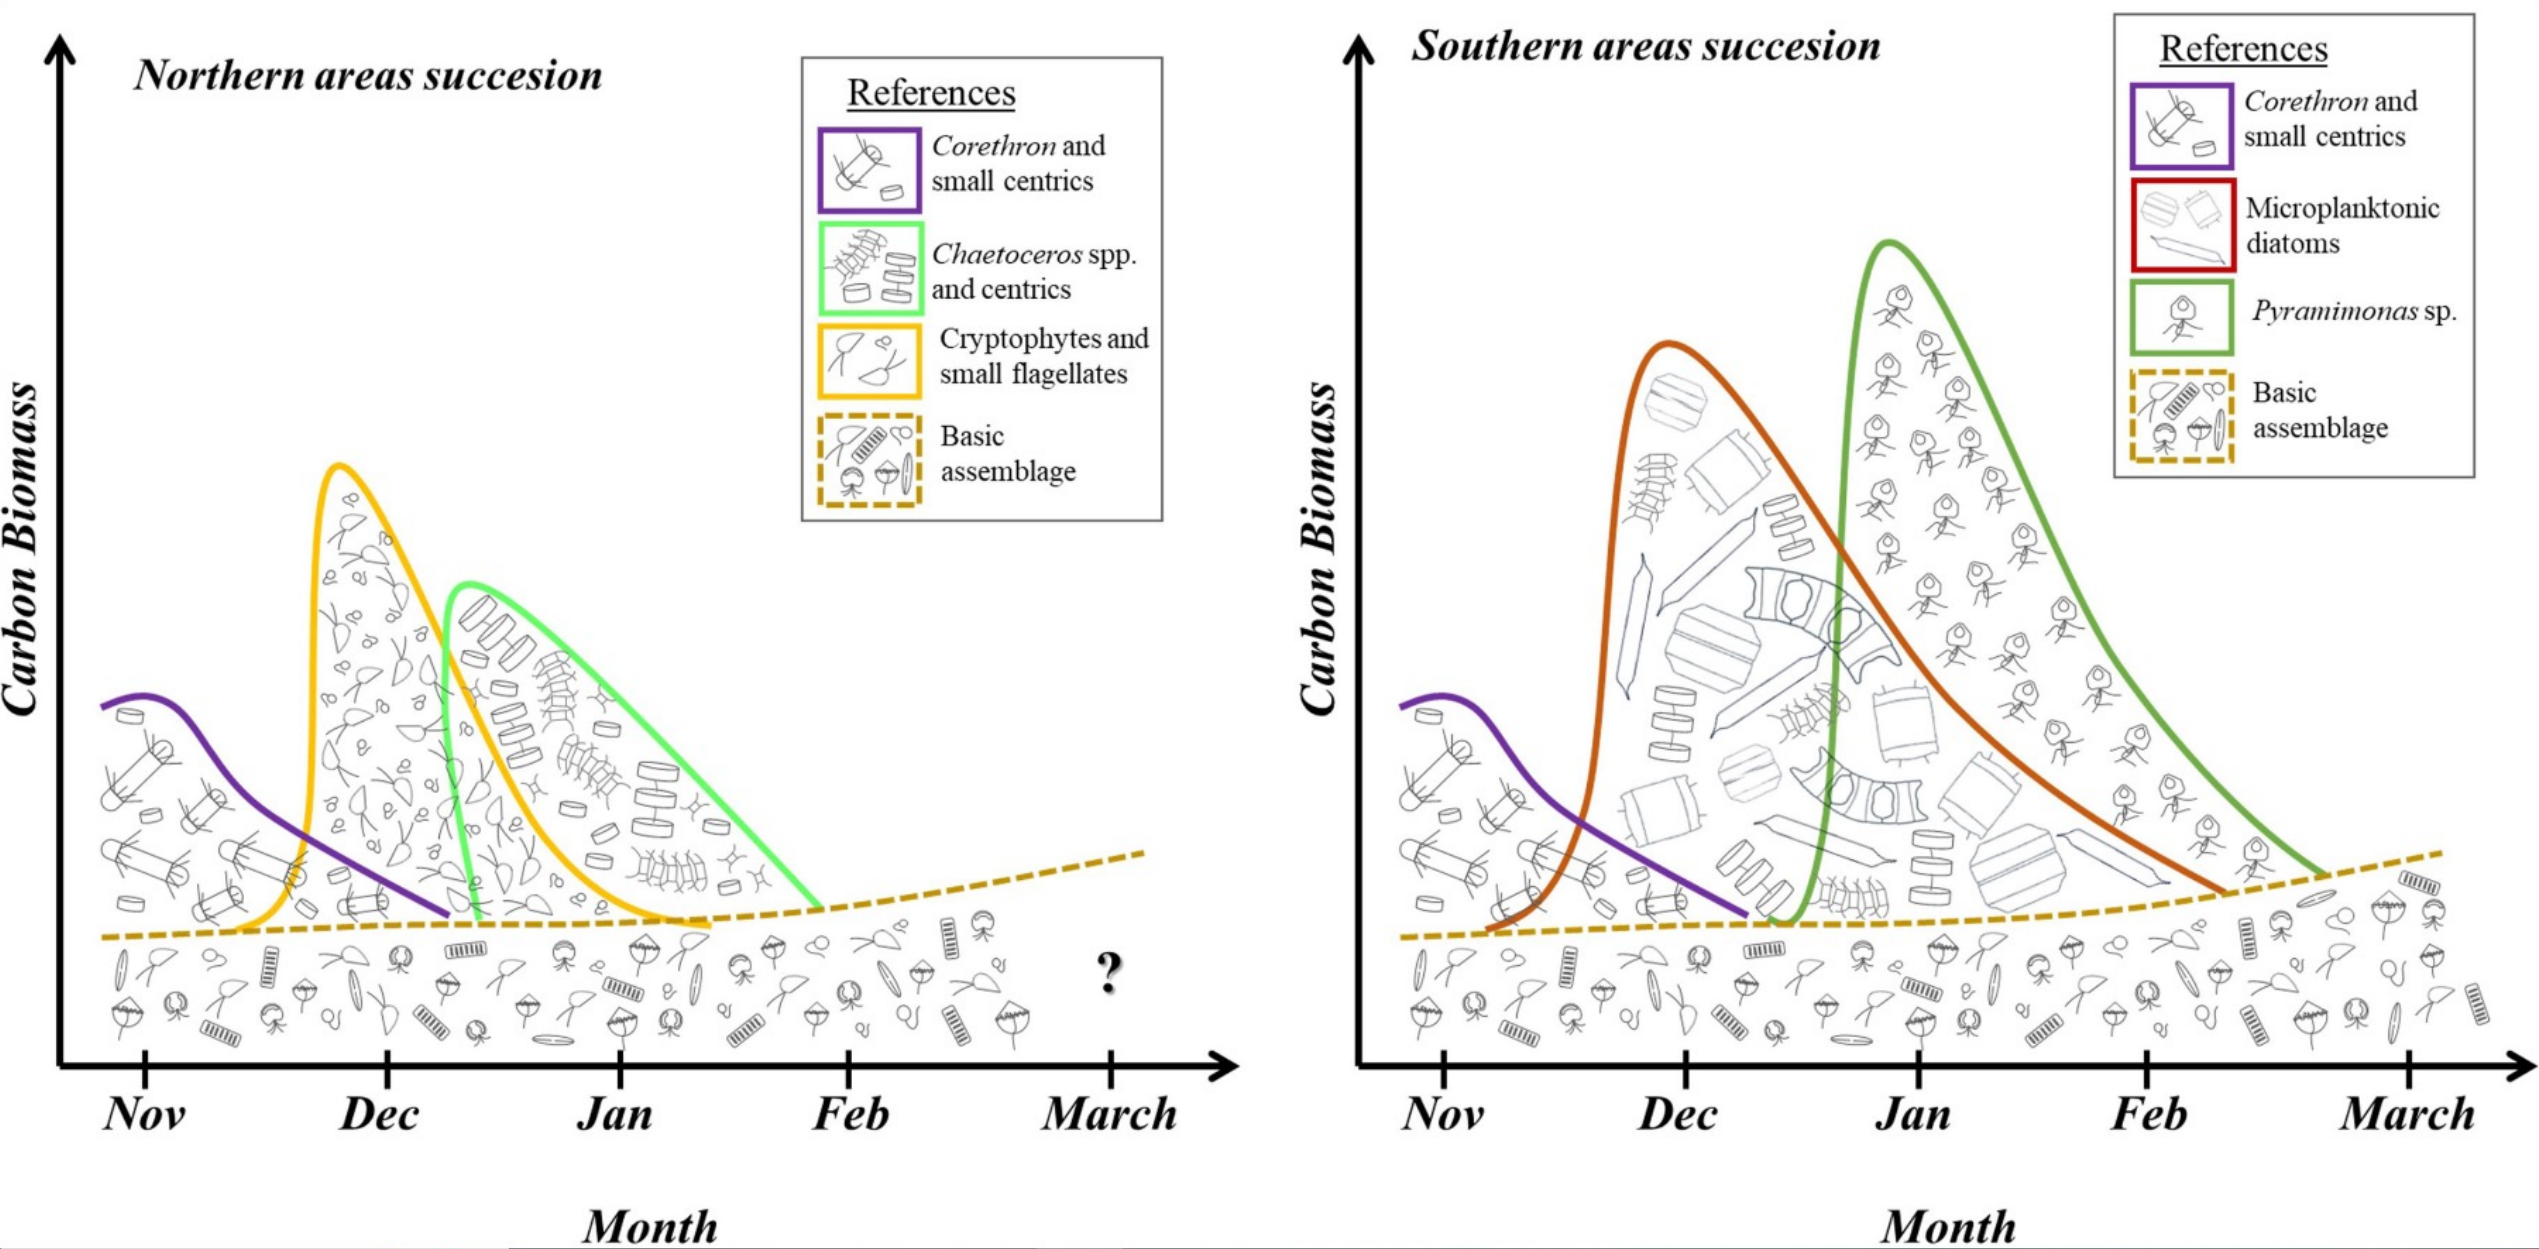 Northern areas succesion
References
Corethron and
small centrics
Chaetoceros spp.
and centrics
Cryptophytes and
small flagellates
Basic
assemblage
Carbon Biomass
?
Nov Dec Jan Feb March
Month
Southern areas succesion
References
Corethron and
small centrics
Microplanktonic
diatoms
Pyramimonas sp.
Basic
assemblage
Carbon Biomass
Nov Dec Jan Feb March
Month